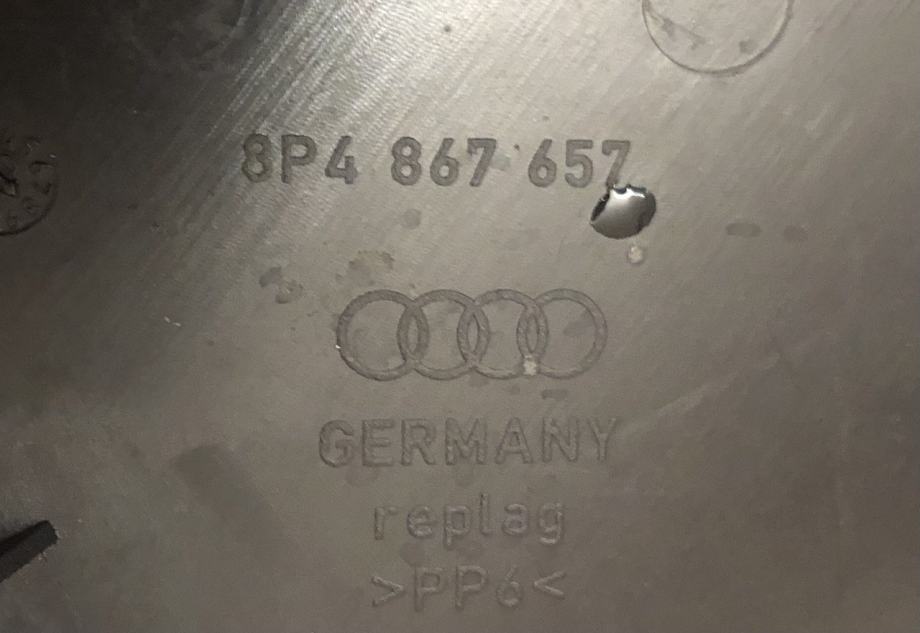 8P4 867 657
GERMANY
replag
>PP6<